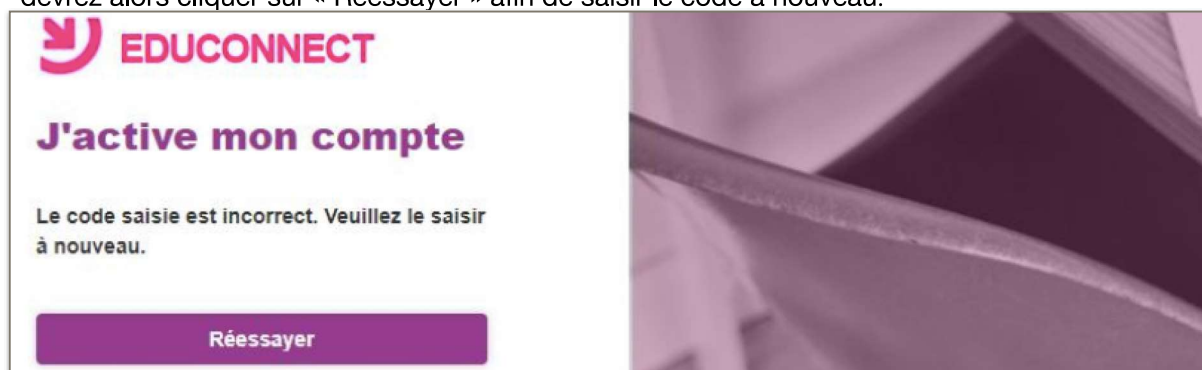 devrez alors cliquer sur « Réessayer » afin de saisir le code à nouveau.
EDUCONNECT
J'active mon compte
Le code saisie est incorrect. Veuillez le saisir
à nouveau.
Réessayer